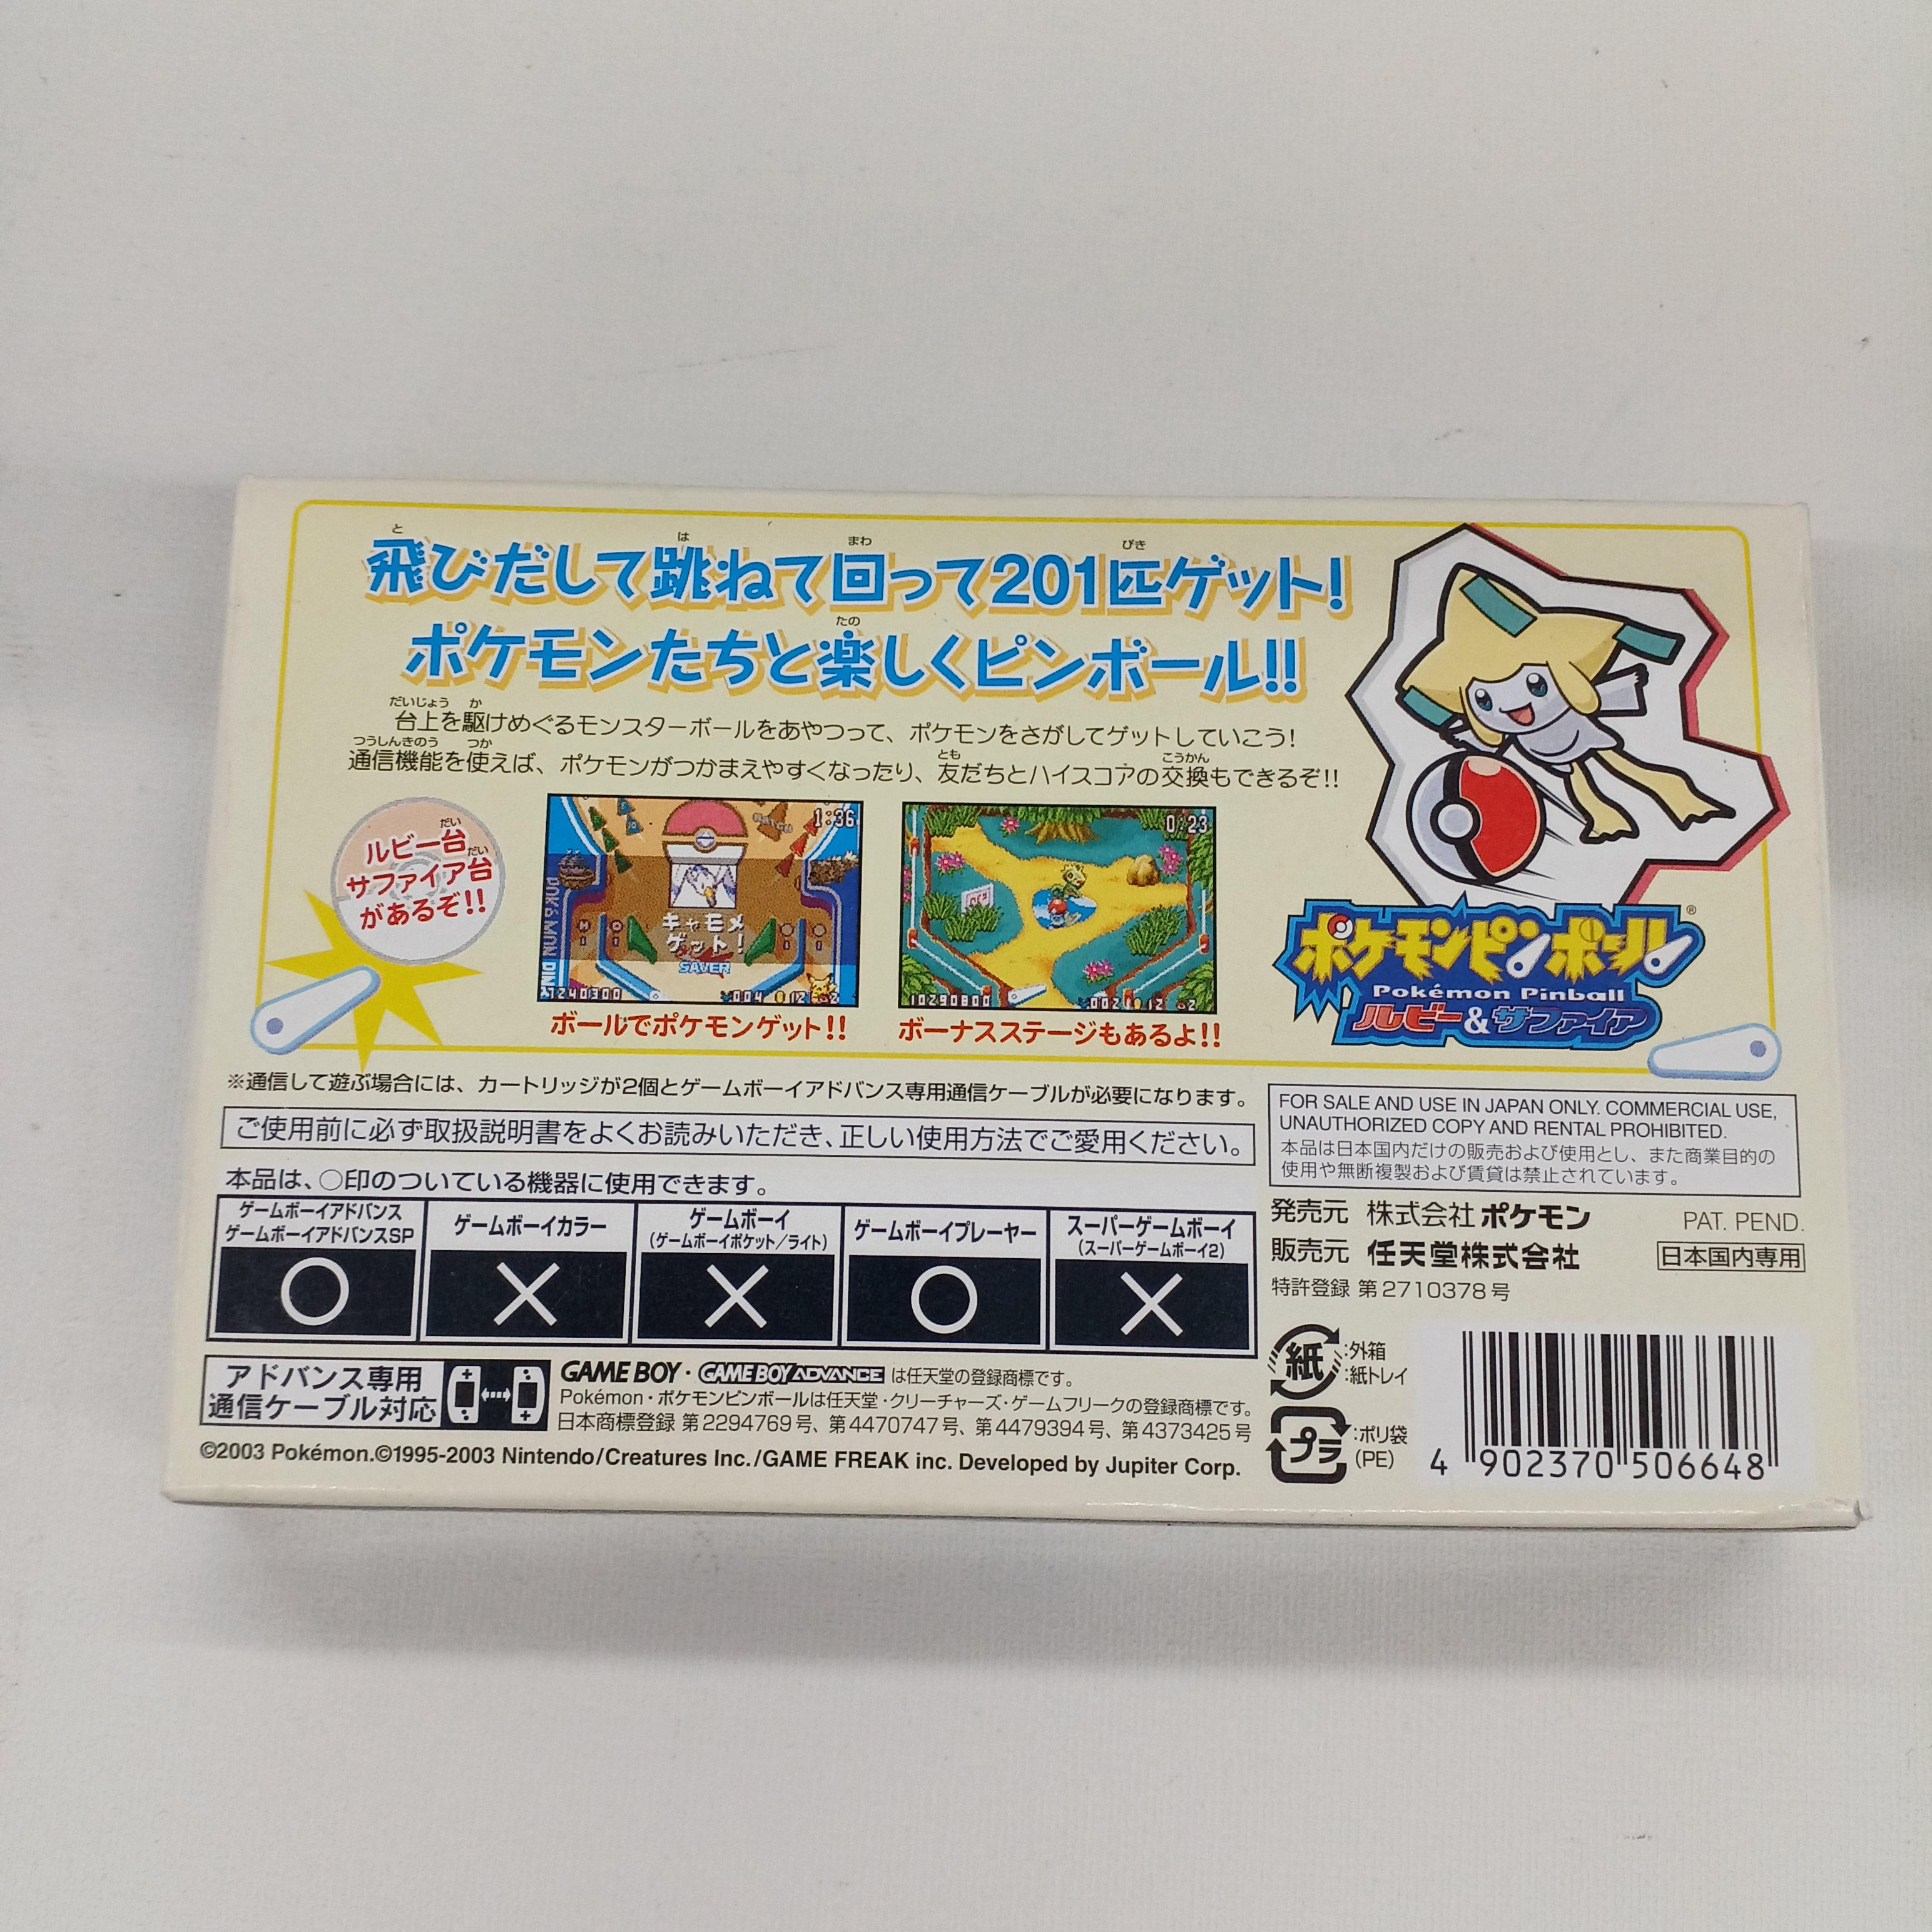 飛びだして跳ねて回って201匹ゲット!
ポケモンたちと楽しくピンボール!!
台上を駆けめぐるモンスターボールをあやつって、ポケモンをさがしてゲットしていこう!
通信機能を使えば、ポケモンがつかまえやすくなったり、友だちとハイスコアの交換もできるぞ!!
ルビー台
サファイア台
があるぞ!!
1:36
キャモメ
ゲット!
SAVER
ボールでポケモンゲット!!
0:23
ボーナスステージもあるよ!!
ポケモンピンボール®
Pokémon Pinball
ルビー&サファイア
※通信して遊ぶ場合には、カートリッジが2個とゲームボーイアドバンス専用通信ケーブルが必要になります。
ご使用前に必ず取扱説明書をよくお読みいただき、正しい使用方法でご愛用ください。
本品は、○印のついている機器に使用できます。
ゲームボーイアドバンス
ゲームボーイアドバンスSP
○
ゲームボーイカラー
×
ゲームボーイ
(ゲームボーイポケット/ライト)
×
ゲームボーイプレーヤー
○
スーパーゲームボーイ
(スーパーゲームボーイ2)
×
アドバンス専用
通信ケーブル対応
GAME BOY・GAME BOY ADVANCE は任天堂の登録商標です。
Pokémon・ポケモンピンボールは任天堂・クリーチャーズ・ゲームフリークの登録商標です。
日本商標登録 第2294769号、第4470747号、第4479394号、第4373425号
©2003 Pokémon.©1995-2003 Nintendo/Creatures Inc./GAME FREAK inc. Developed by Jupiter Corp.
FOR SALE AND USE IN JAPAN ONLY. COMMERCIAL USE,
UNAUTHORIZED COPY AND RENTAL PROHIBITED.
本品は日本国内だけの販売および使用とし、また商業目的の
使用や無断複製および賃貸は禁止されています。
発売元 株式会社ポケモン
PAT. PEND.
販売元 任天堂株式会社
日本国内専用
特許登録 第2710378号
紙
:外箱
:紙トレイ
プラ
:ポリ袋
(PE)
4 902370 506648